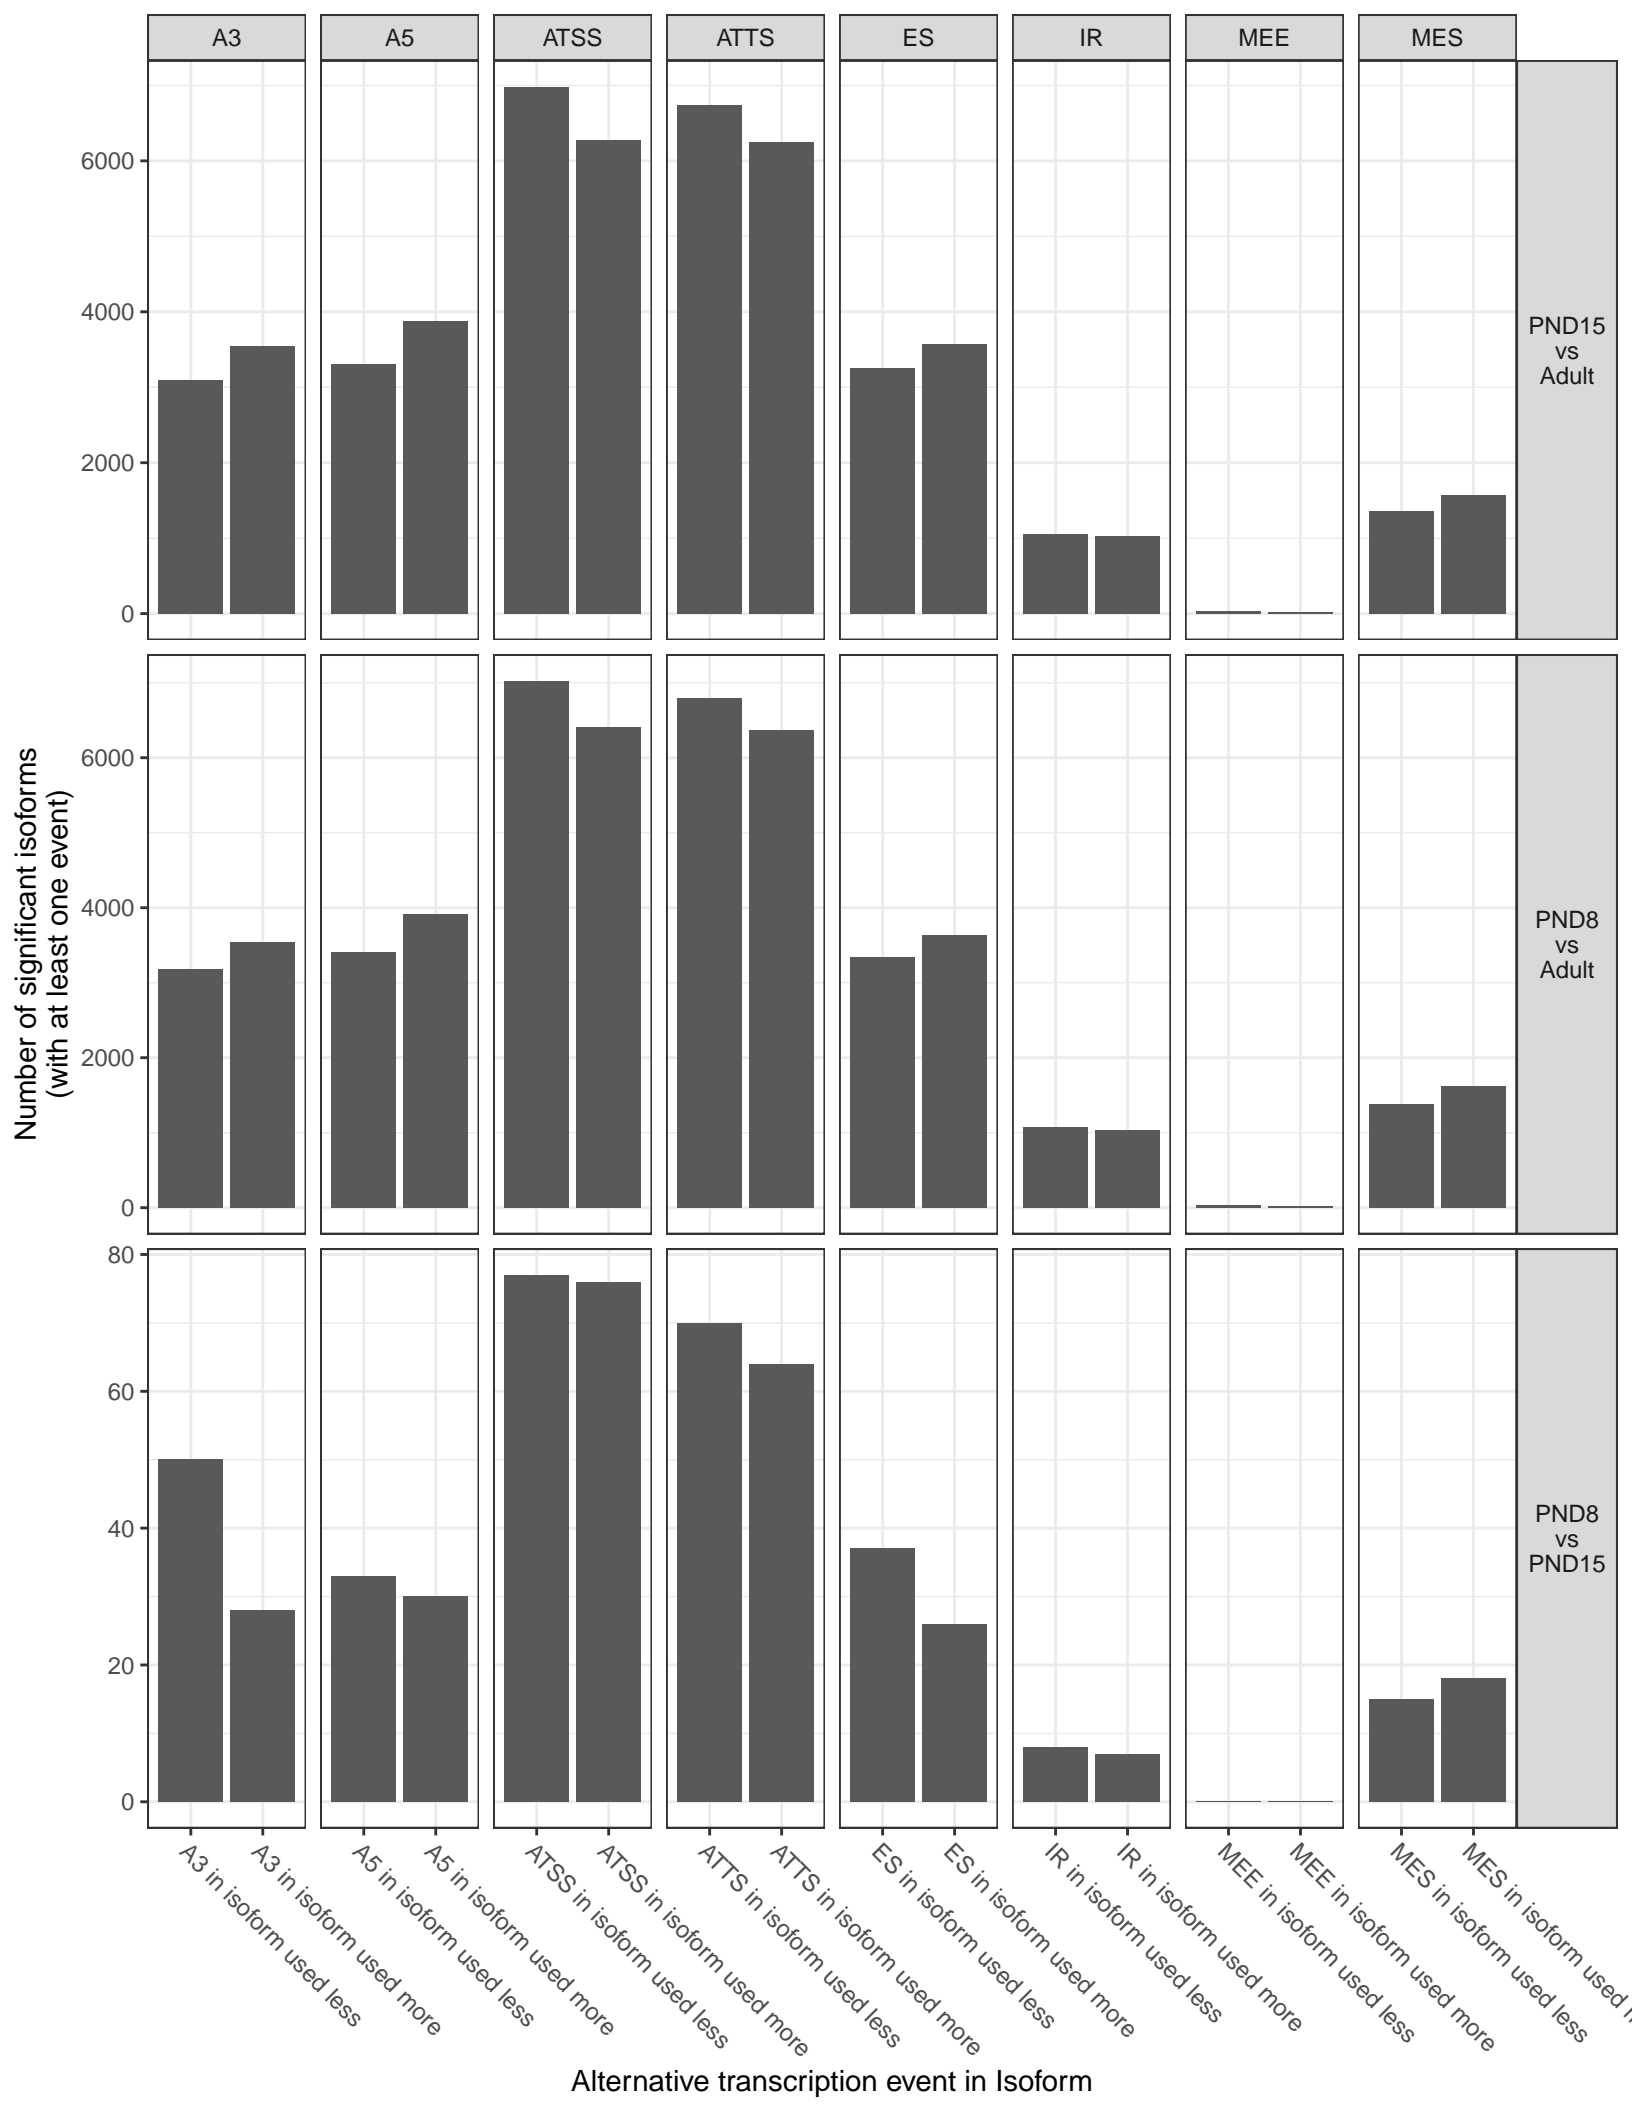 A3
A5
ATSS
ATTS
ES
IR
MEE
MES
6000
4000
2000
0
PND15
vs
Adult
6000
4000
2000
0
PND8
vs
Adult
80
60
40
20
0
PND8
vs
PND15
Number of significant isoforms
(with at least one event)
A3 in isoform used less
A3 in isoform used more
A5 in isoform used less
A5 in isoform used more
ATSS in isoform used less
ATSS in isoform used more
ATTS in isoform used less
ATTS in isoform used more
ES in isoform used less
ES in isoform used more
IR in isoform used less
IR in isoform used more
MEE in isoform used less
MEE in isoform used more
MES in isoform used less
MES in isoform used
Alternative transcription event in Isoform